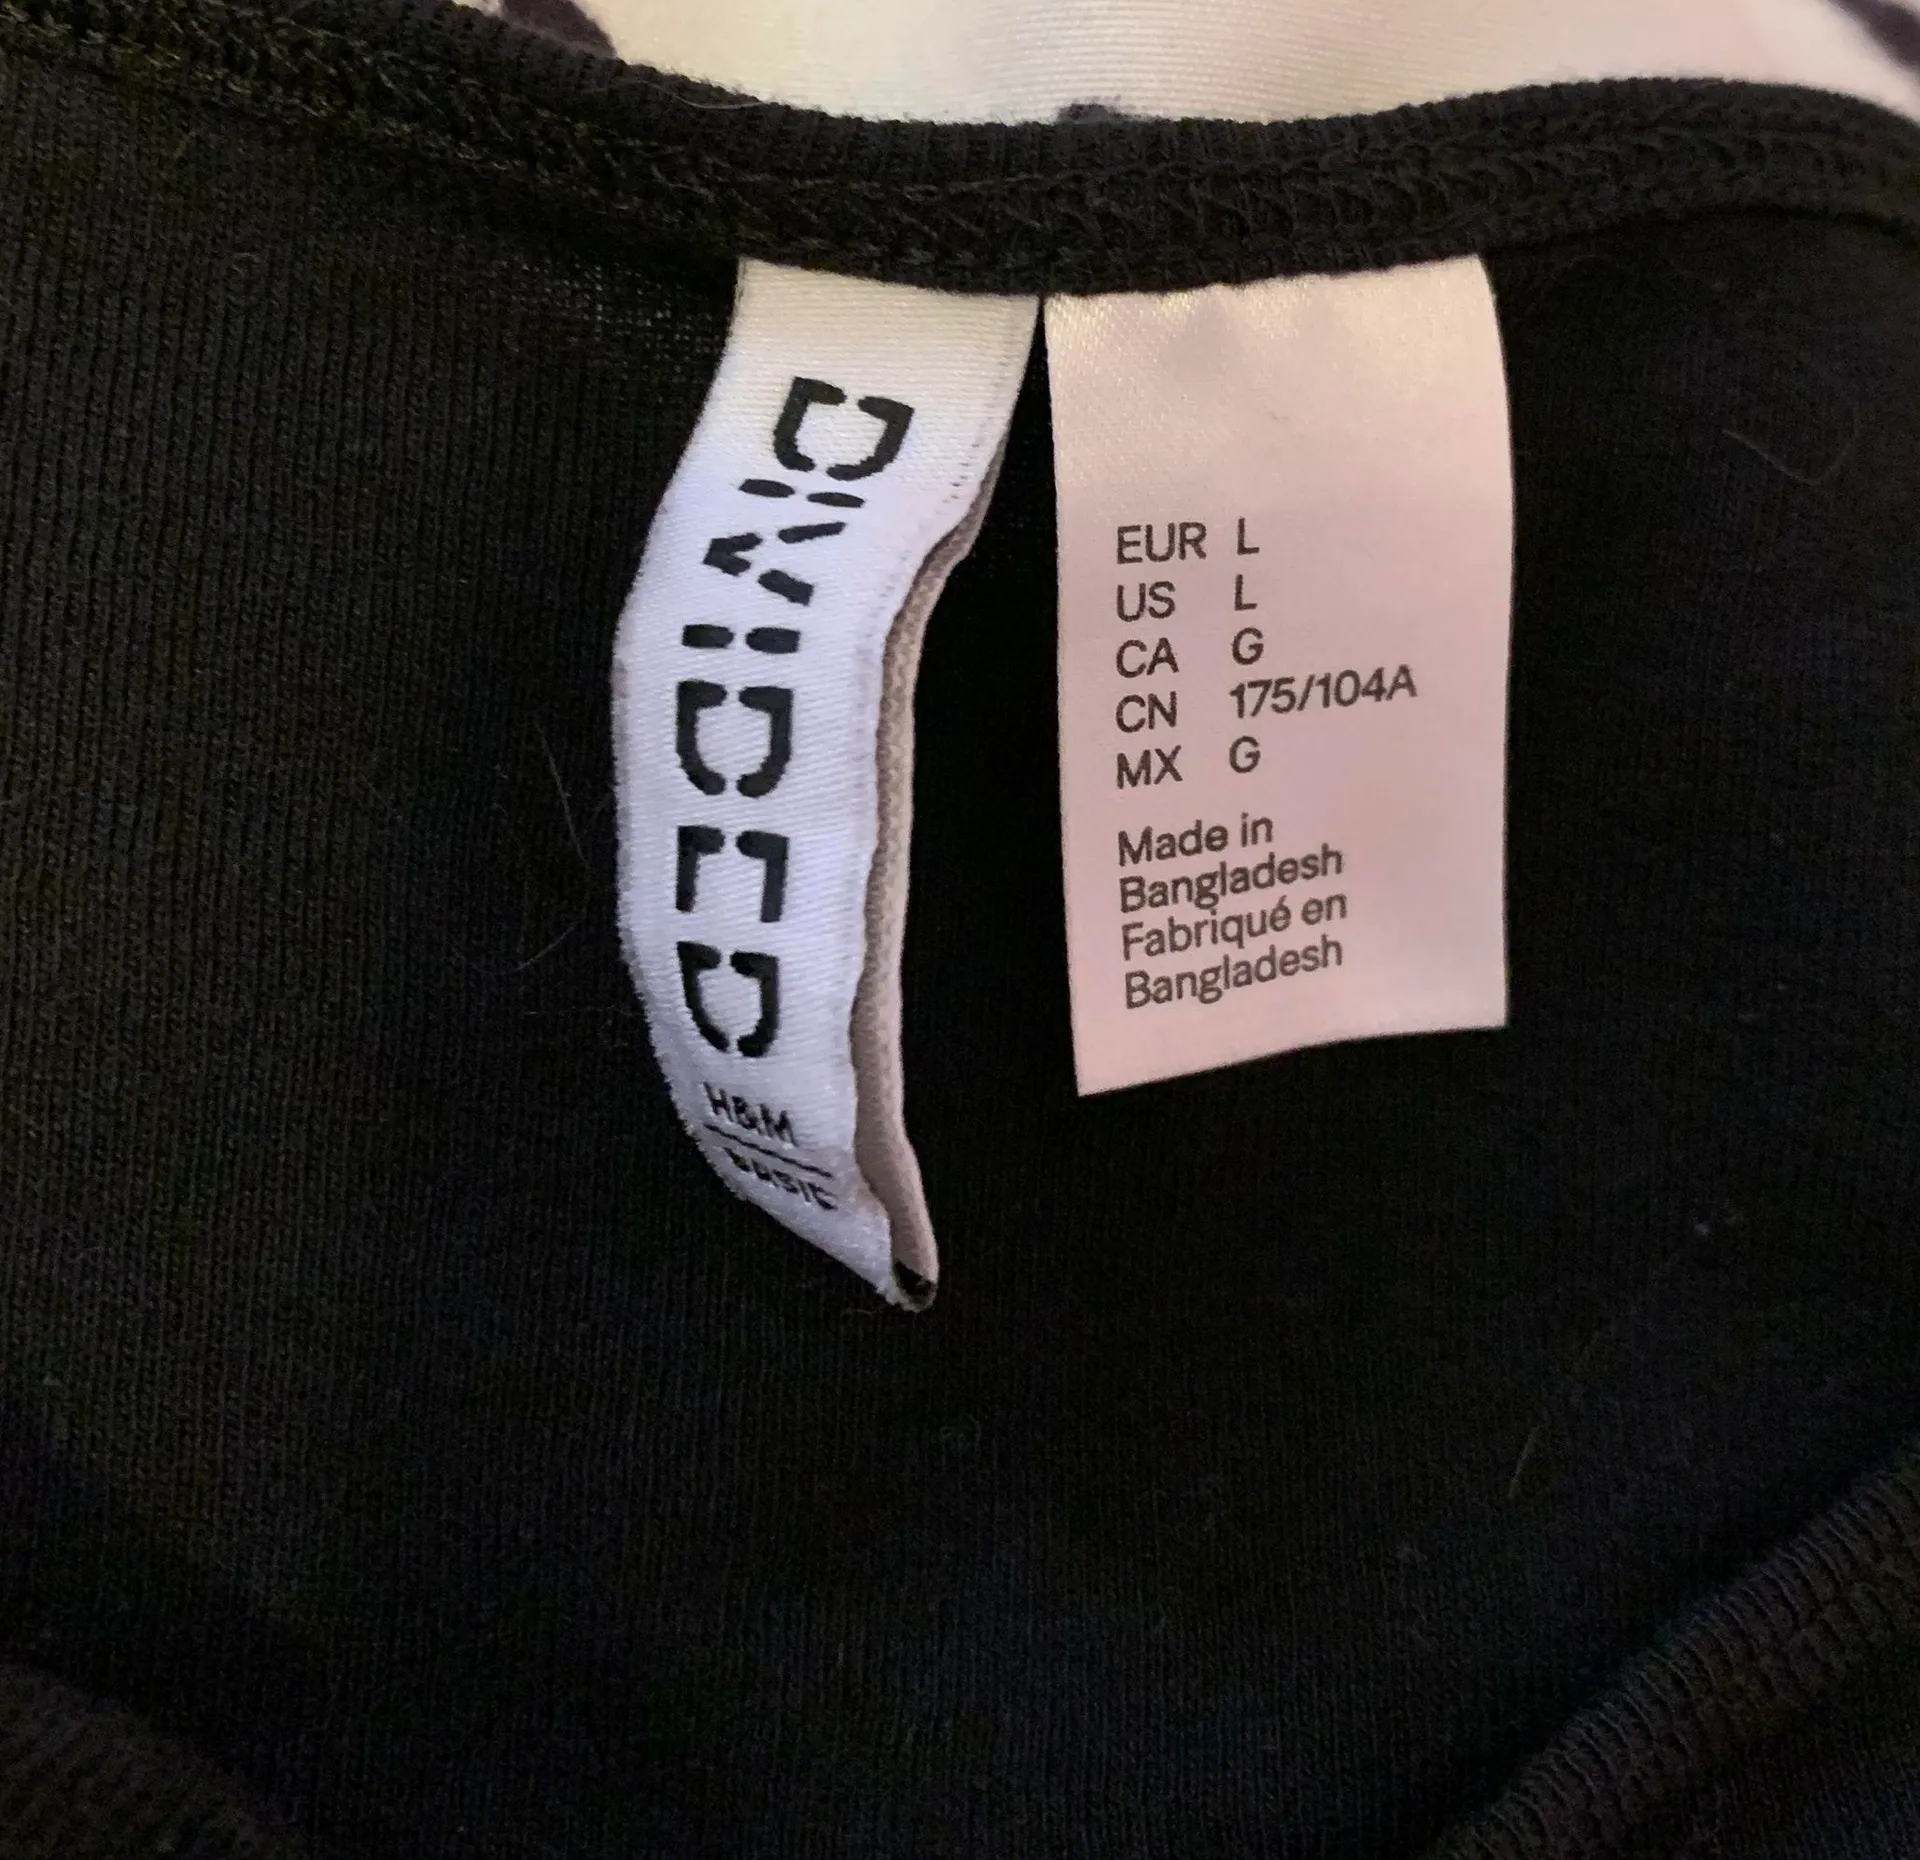 DIVIDED
H&M
BASIC
EUR L
US L
CA G
CN 175/104A
MX G
Made in
Bangladesh
Fabriqué en
Bangladesh